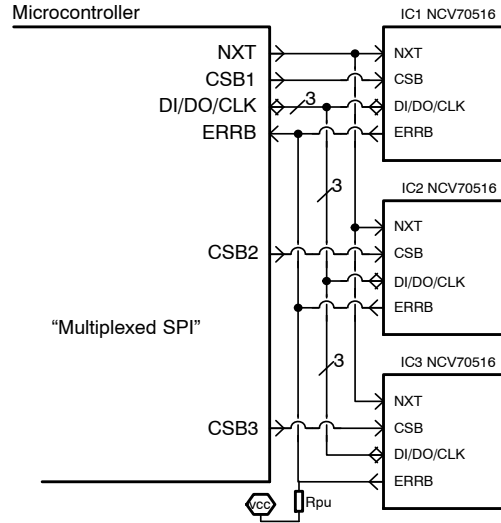 Microcontroller
IC1 NCV70516
NXT
NXT
CSB1
CSB
DI/DO/CLK
3
DI/DO/CLK
ERRB
ERRB
3
IC2 NCV70516
NXT
CSB2
CSB
DI/DO/CLK
ERRB
“Multiplexed SPI”
3
IC3 NCV70516
NXT
CSB3
CSB
DI/DO/CLK
ERRB
VCC
Rpu